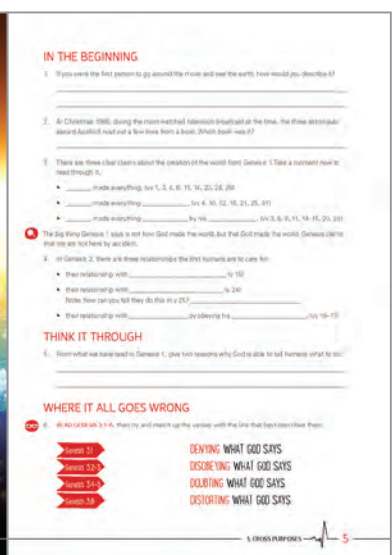 IN THE BEGINNING
1. If you were the first person to go around the moon and see the earth, how would you describe it?
2. At Christmas 1968, during the most watched television broadcast at the time, the three astronauts
aboard Apollo 8 read out a few lines from a book. Which book was it?
3. There are three clear claims about the creation of the world from Genesis 1. Take a moment now to
read through it.
• ______ made everything. (vv 1, 3, 6, 9, 11, 14, 20, 24, 26)
• ______ made everything ______. (vv 4, 10, 12, 18, 21, 25, 31)
• ______ made everything ______ by his ______. (vv 3, 6, 9, 11, 14-15, 20, 24)
The big thing Genesis 1 says is not how God made the world, but that God made the world. Genesis claims
that we are not here by accident.
4. In Genesis 2, there are three relationships the first humans are to care for:
• their relationship with ______ (v 15)
• their relationship with ______ (v 24)
Note: how can you tell they do this in v 25? ______
• their relationship with ______ by obeying his ______ (vv 16-17)
THINK IT THROUGH
5. From what we have read in Genesis 1, give two reasons why God is able to tell humans what to do:
WHERE IT ALL GOES WRONG
6. READ GENESIS 3:1-6, then try and match up the verses with the line that best describes them:
Genesis 3:1
DENYING WHAT GOD SAYS
Genesis 3:2-3
DISOBEYING WHAT GOD SAYS
Genesis 3:4-5
DOUBTING WHAT GOD SAYS
Genesis 3:6
DISTORTING WHAT GOD SAYS
1. CROSS PURPOSES 5